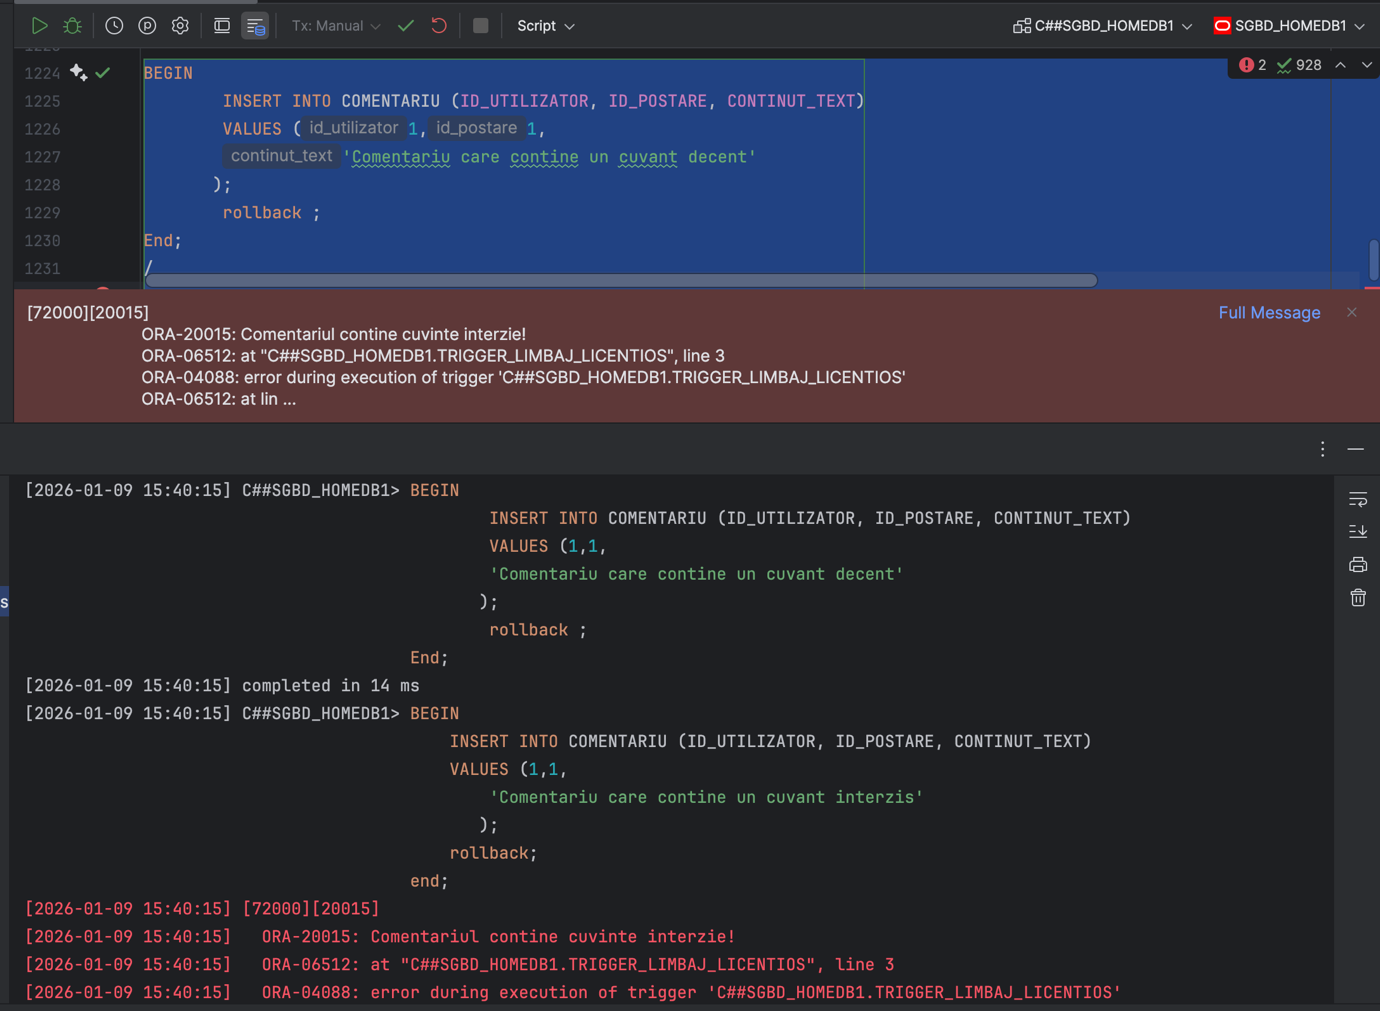 Tx: Manual
Script
C##SGBD_HOMEDB1
SGBD_HOMEDB1
2 928
1224 BEGIN
1225 INSERT INTO COMENTARIU (ID_UTILIZATOR, ID_POSTARE, CONTINUT_TEXT)
1226 VALUES ( id_utilizator 1, id_postare 1,
1227 continut_text 'Comentariu care contine un cuvant decent'
1228 );
1229 rollback ;
1230 End;
1231 /
[72000][20015]
Full Message
ORA-20015: Comentariul contine cuvinte interzie!
ORA-06512: at "C##SGBD_HOMEDB1.TRIGGER_LIMBAJ_LICENTIOS", line 3
ORA-04088: error during execution of trigger 'C##SGBD_HOMEDB1.TRIGGER_LIMBAJ_LICENTIOS'
ORA-06512: at lin ...
[2026-01-09 15:40:15] C##SGBD_HOMEDB1> BEGIN
INSERT INTO COMENTARIU (ID_UTILIZATOR, ID_POSTARE, CONTINUT_TEXT)
VALUES (1,1,
'Comentariu care contine un cuvant decent'
);
rollback ;
End;
[2026-01-09 15:40:15] completed in 14 ms
[2026-01-09 15:40:15] C##SGBD_HOMEDB1> BEGIN
INSERT INTO COMENTARIU (ID_UTILIZATOR, ID_POSTARE, CONTINUT_TEXT)
VALUES (1,1,
'Comentariu care contine un cuvant interzis'
);
rollback;
end;
[2026-01-09 15:40:15] [72000][20015]
[2026-01-09 15:40:15] ORA-20015: Comentariul contine cuvinte interzie!
[2026-01-09 15:40:15] ORA-06512: at "C##SGBD_HOMEDB1.TRIGGER_LIMBAJ_LICENTIOS", line 3
[2026-01-09 15:40:15] ORA-04088: error during execution of trigger 'C##SGBD_HOMEDB1.TRIGGER_LIMBAJ_LICENTIOS'